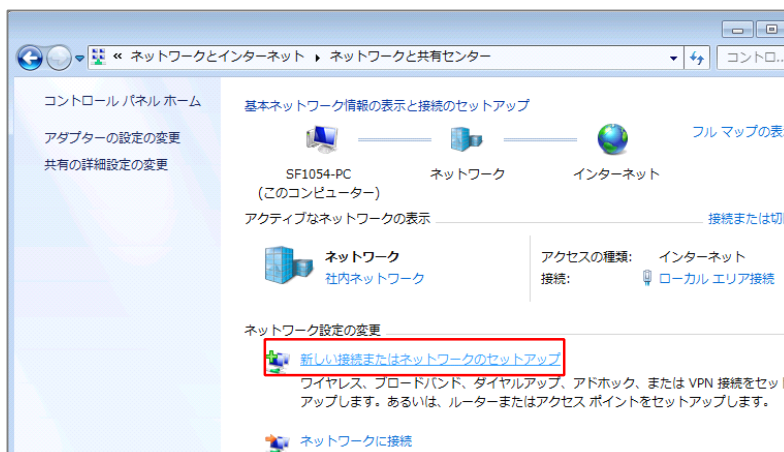 « ネットワークとインターネット ▸ ネットワークと共有センター
コントロ...
コントロール パネル ホーム
アダプターの設定の変更
共有の詳細設定の変更
基本ネットワーク情報の表示と接続のセットアップ
フル マップの表
SF1054-PC
(このコンピューター)
ネットワーク
インターネット
アクティブなネットワークの表示
接続または切
ネットワーク
社内ネットワーク
アクセスの種類: インターネット
接続: ローカル エリア接続
ネットワーク設定の変更
新しい接続またはネットワークのセットアップ
ワイヤレス、ブロードバンド、ダイヤルアップ、アドホック、または VPN 接続をセッ
アップします。あるいは、ルーターまたはアクセス ポイントをセットアップします。
ネットワークに接続